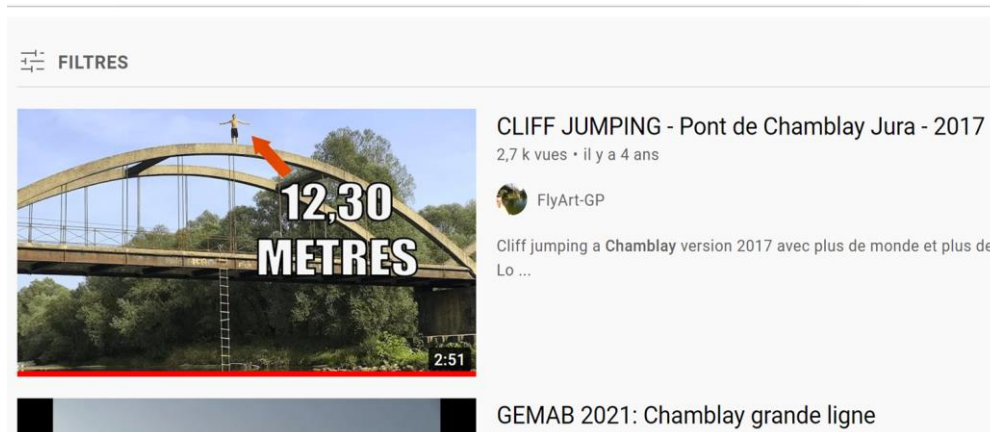 FILTRES
12,30
METRES
2:51
CLIFF JUMPING - Pont de Chamblay Jura - 2017
2,7 k vues • il y a 4 ans
FlyArt-GP
Cliff jumping a Chamblay version 2017 avec plus de monde et plus de
Lo ...
GEMAB 2021: Chamblay grande ligne